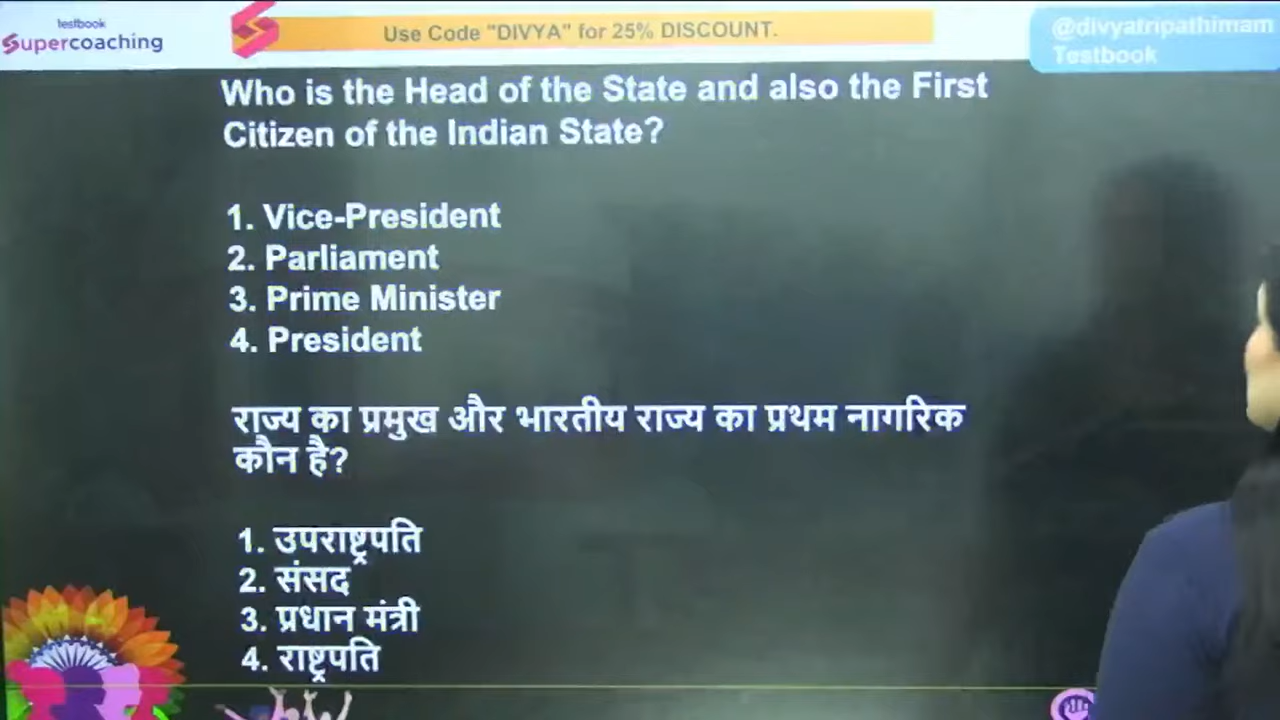 testbook
Supercoaching
Use Code "DIVYA" for 25% DISCOUNT.
@divyatripathimam
Testbook
Who is the Head of the State and also the First
Citizen of the Indian State?
1. Vice-President
2. Parliament
3. Prime Minister
4. President
राज्य का प्रमुख और भारतीय राज्य का प्रथम नागरिक
कौन है?
1. उपराष्ट्रपति
2. संसद
3. प्रधान मंत्री
4. राष्ट्रपति